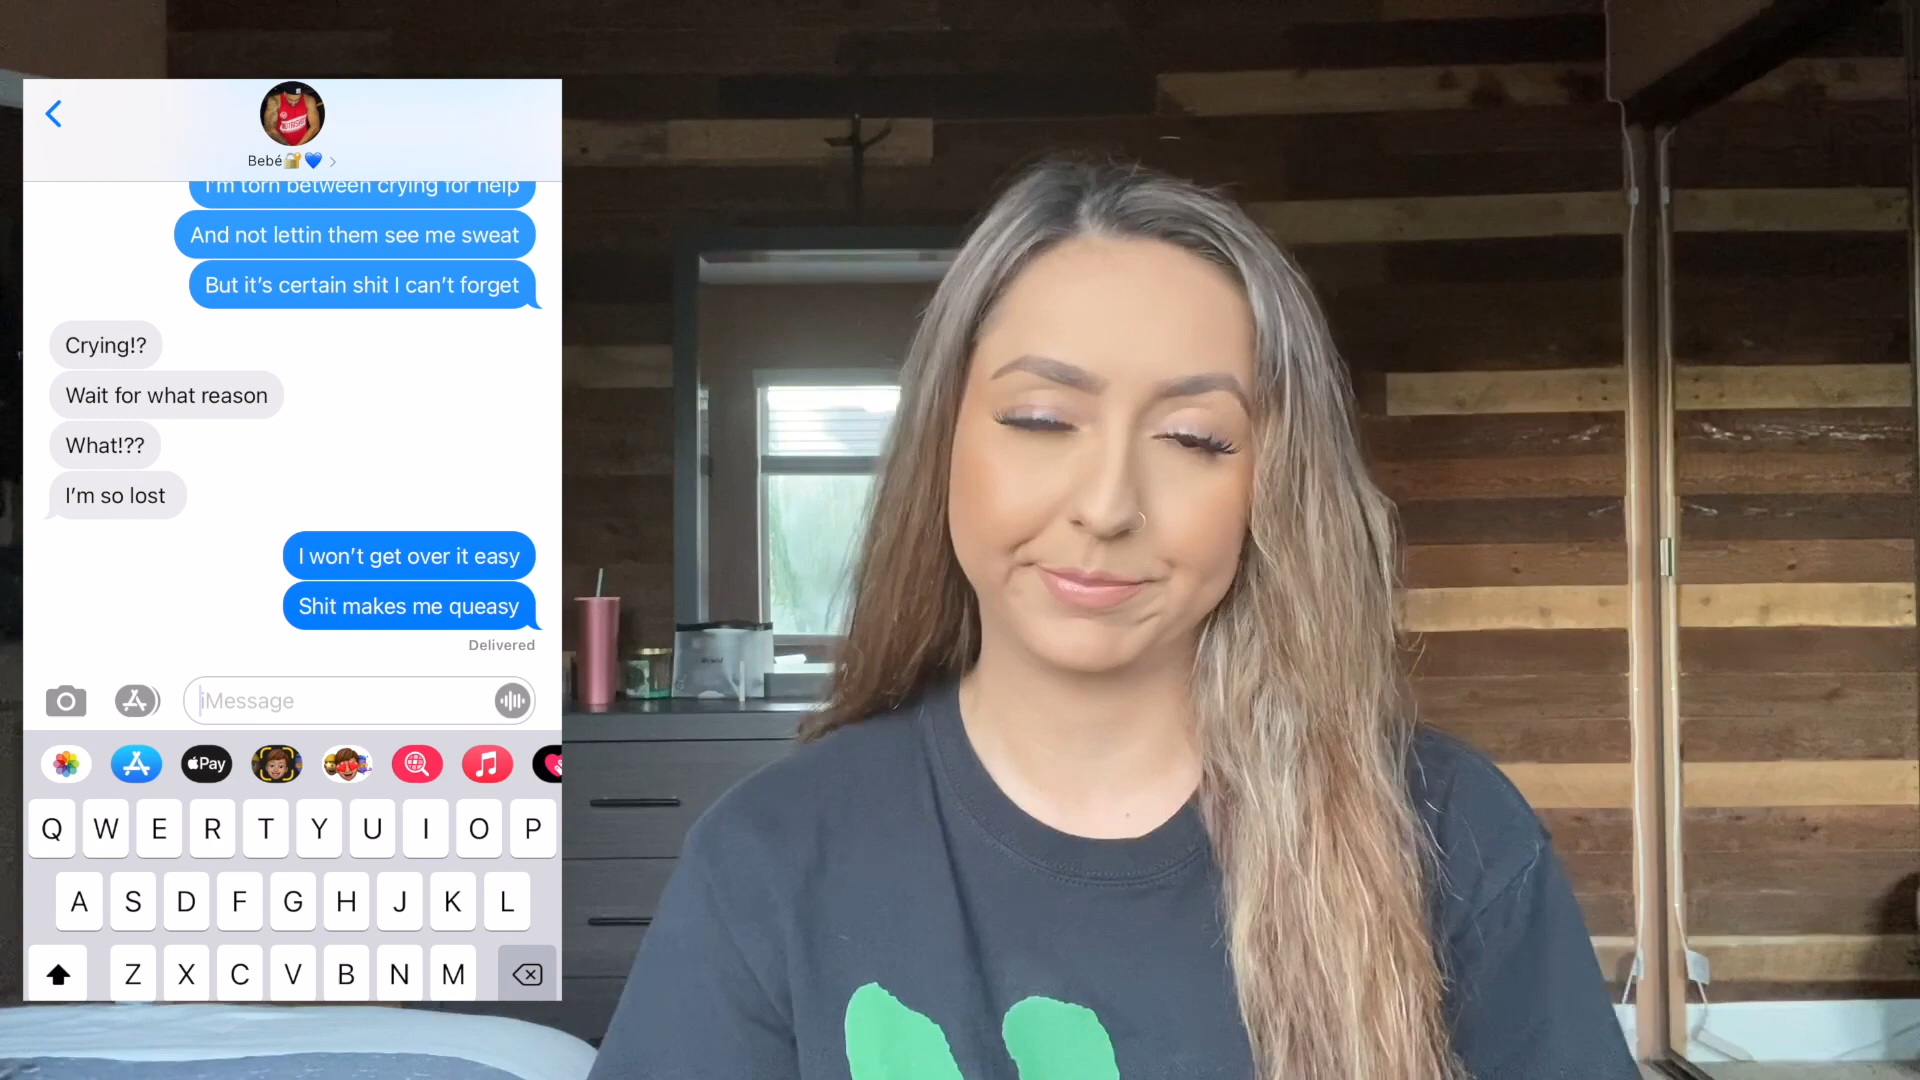 Bebé🔐💙 >
I'm torn between crying for help
And not lettin them see me sweat
But it's certain shit I can't forget
Crying!?
Wait for what reason
What!??
I'm so lost
I won't get over it easy
Shit makes me queasy
Delivered
iMessage
Pay
Q W E R T Y U I O P
A S D F G H J K L
Z X C V B N M